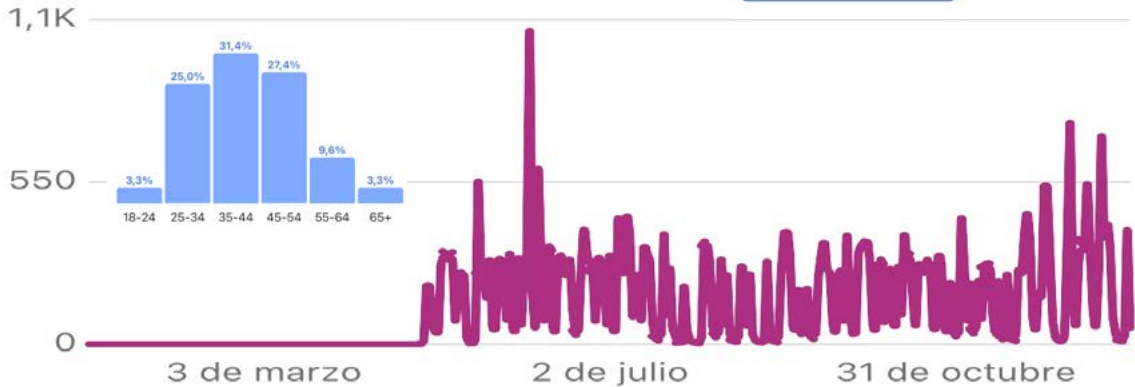 1,1K
31,4%
27,4%
25,0%
550
9,6%
3,3% 3,3%
18-24 25-34 35-44 45-54 55-64 65+
0
3 de marzo 2 de julio 31 de octubre